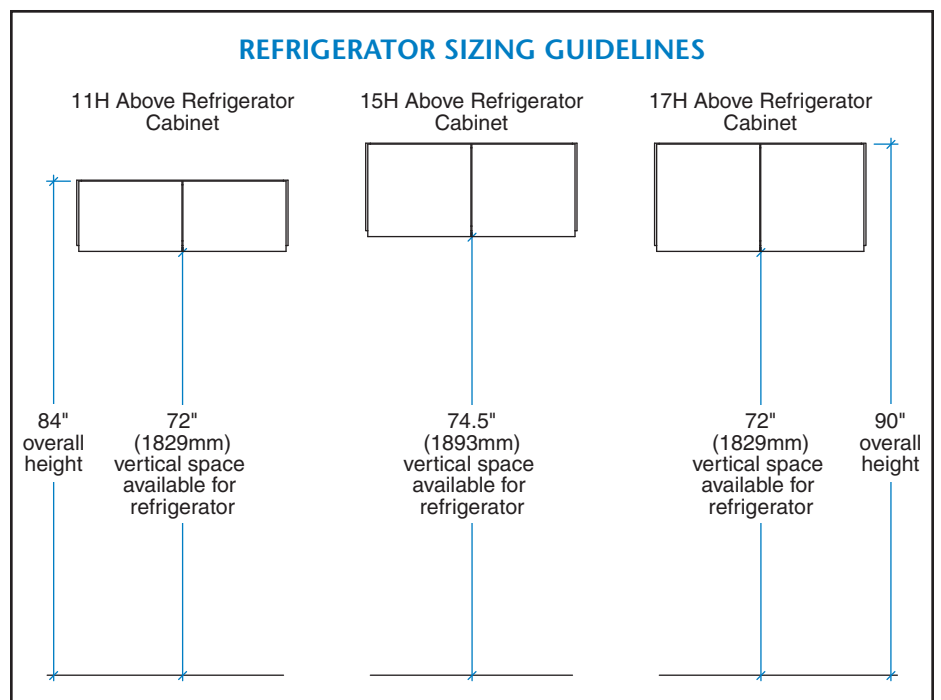 REFRIGERATOR SIZING GUIDELINES
11H Above Refrigerator
Cabinet
15H Above Refrigerator
Cabinet
17H Above Refrigerator
Cabinet
84"
overall
height
72"
(1829mm)
vertical space
available for
refrigerator
74.5"
(1893mm)
vertical space
available for
refrigerator
72"
(1829mm)
vertical space
available for
refrigerator
90"
overall
height